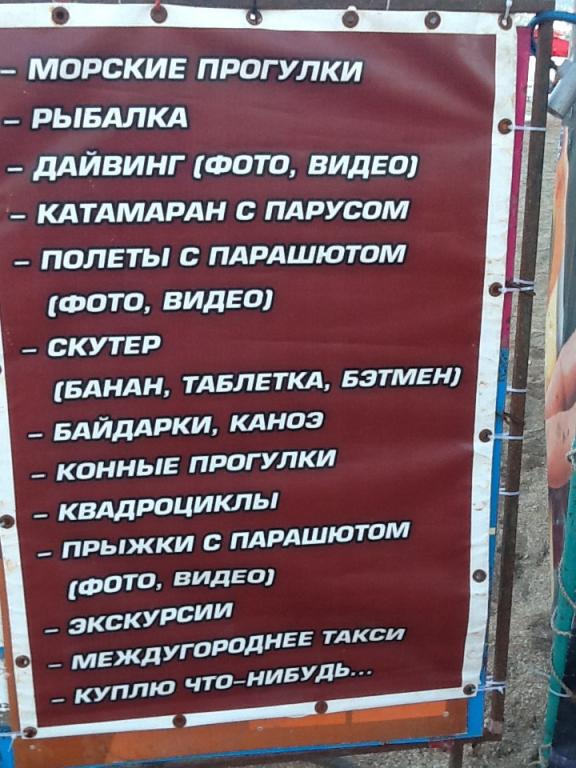 – МОРСКИЕ ПРОГУЛКИ
– РЫБАЛКА
– ДАЙВИНГ (ФОТО, ВИДЕО)
– КАТАМАРАН С ПАРУСОМ
– ПОЛЕТЫ С ПАРАШЮТОМ
(ФОТО, ВИДЕО)
– СКУТЕР
(БАНАН, ТАБЛЕТКА, БЭТМЕН)
– БАЙДАРКИ, КАНОЭ
– КОННЫЕ ПРОГУЛКИ
– КВАДРОЦИКЛЫ
– ПРЫЖКИ С ПАРАШЮТОМ
(ФОТО, ВИДЕО)
– ЭКСКУРСИИ
– МЕЖДУГОРОДНЕЕ ТАКСИ
– КУПЛЮ ЧТО-НИБУДЬ...